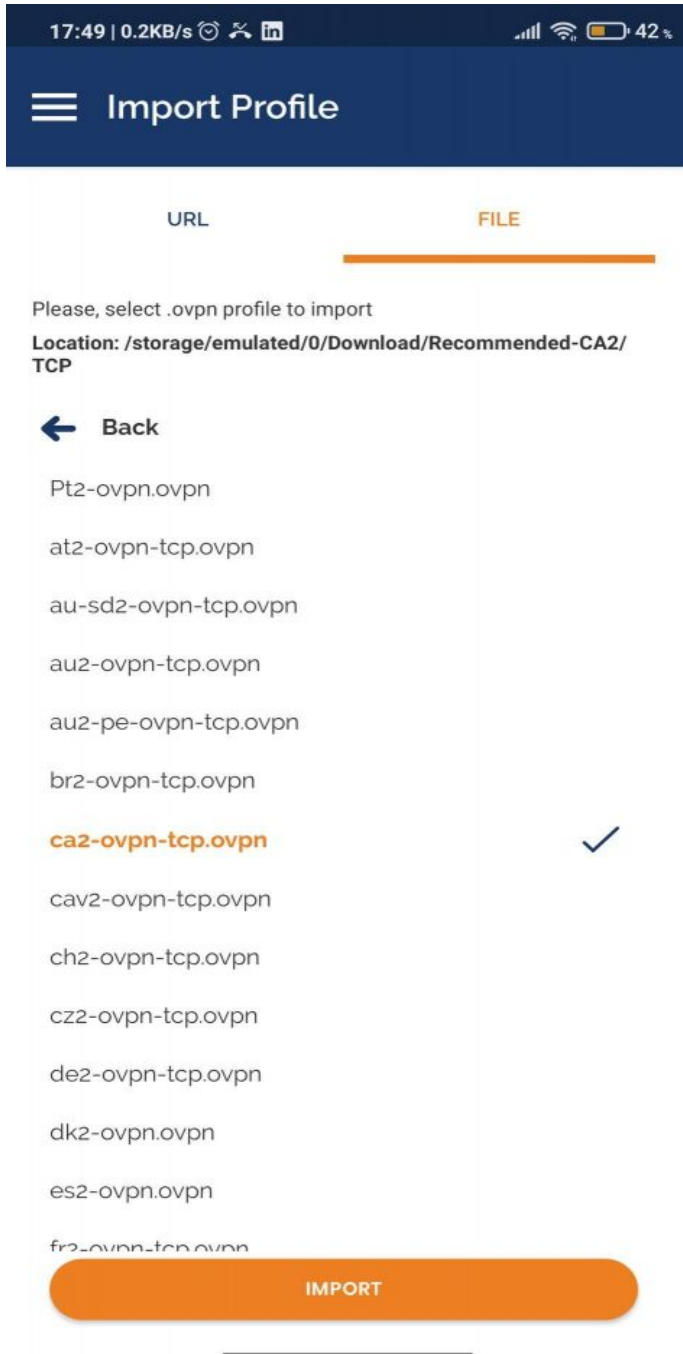 17:49 | 0.2KB/s
42 %
Import Profile
URL
FILE
Please, select .ovpn profile to import
Location: /storage/emulated/0/Download/Recommended-CA2/
TCP
Back
Pt2-ovpn.ovpn
at2-ovpn-tcp.ovpn
au-sd2-ovpn-tcp.ovpn
au2-ovpn-tcp.ovpn
au2-pe-ovpn-tcp.ovpn
br2-ovpn-tcp.ovpn
ca2-ovpn-tcp.ovpn
cav2-ovpn-tcp.ovpn
ch2-ovpn-tcp.ovpn
cz2-ovpn-tcp.ovpn
de2-ovpn-tcp.ovpn
dk2-ovpn.ovpn
es2-ovpn.ovpn
fr2-ovpn-tcp.ovpn
IMPORT